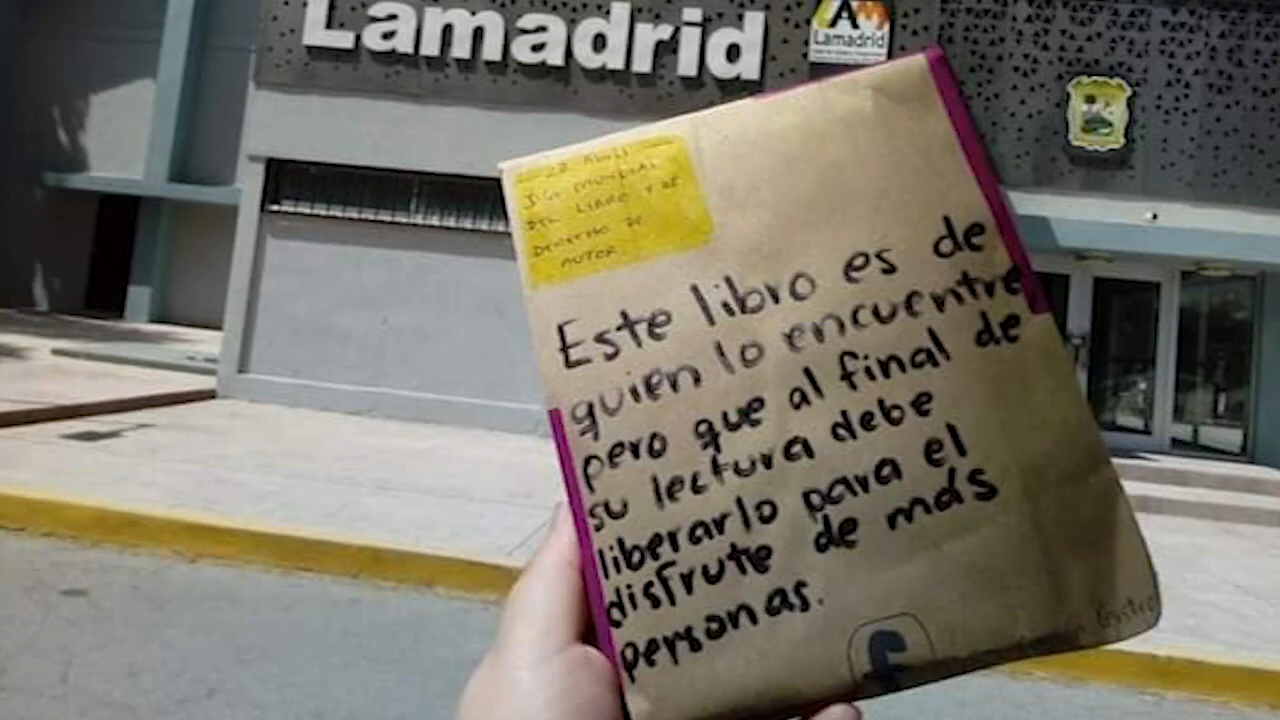 Lamadrid
A
Lamadrid
23 Abril
Día Mundial
del Libro y de
Derecho de
Autor
Este libro es de
quien lo encuentre
pero que al final de
su lectura debe
liberarlo para el
disfrute de más
personas.
f